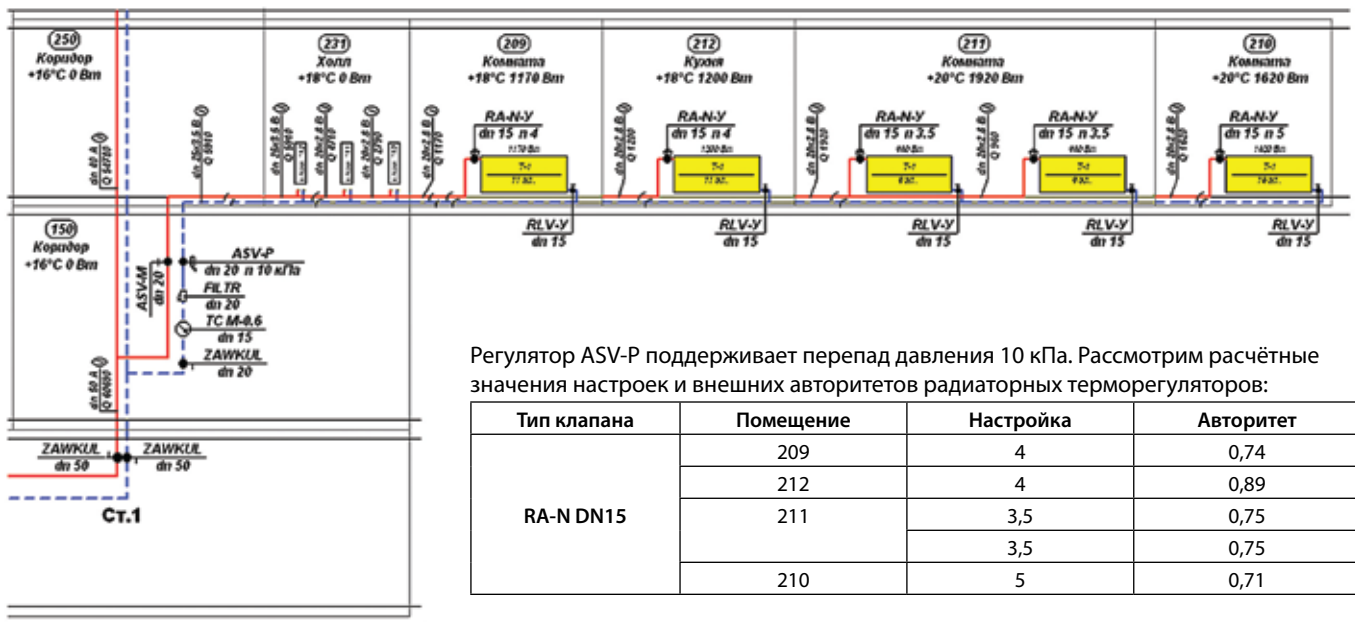 250
Коридор
+16°C 0 Вт
231
Холл
+18°C 0 Вт
209
Комната
+18°C 1170 Вт
212
Кухня
+18°C 1200 Вт
211
Комната
+20°C 1920 Вт
210
Комната
+20°C 1620 Вт
RA-N-У
dn 15 п 4
RA-N-У
dn 15 п 4
RA-N-У
dn 15 п 3.5
RA-N-У
dn 15 п 3.5
RA-N-У
dn 15 п 5
Q 1170
Q 1200
Q 1920
Q 960
Q 1620
RLV-У
dn 15
RLV-У
dn 15
RLV-У
dn 15
RLV-У
dn 15
RLV-У
dn 15
150
Коридор
+16°C 0 Вт
ASV-M
dn 20
ASV-P
dn 20 п 10 кПа
FILTR
dn 20
TC M-0.6
dn 15
ZAWKUL
dn 20
dn 50 A
ZAWKUL
dn 50
ZAWKUL
dn 50
Ст.1
Регулятор ASV-P поддерживает перепад давления 10 кПа. Рассмотрим расчётные
значения настроек и внешних авторитетов радиаторных терморегуляторов:
Тип клапана Помещение Настройка Авторитет
RA-N DN15
209 4 0,74
212 4 0,89
211 3,5 0,75
3,5 0,75
210 5 0,71